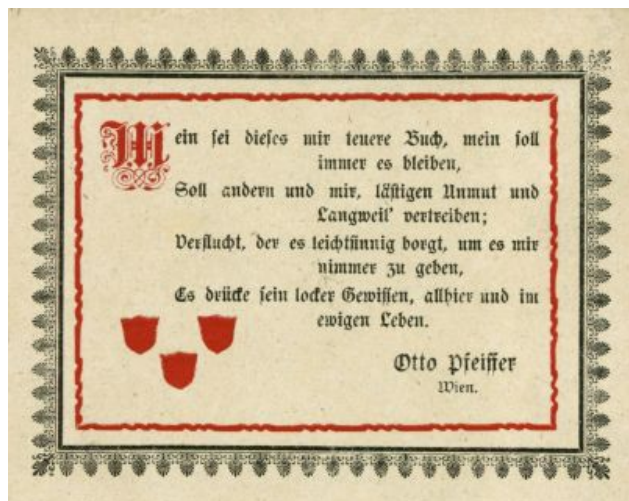 Mein sei dieses mir teuere Buch, mein soll
immer es bleiben,
Soll andern und mir, lästigen Unmut und
Langweil' vertreiben;
Verflucht, der es leichtsinnig borgt, um es mir
nimmer zu geben,
Es drücke sein locker Gewissen, allhier und im
ewigen Leben.
Otto Pfeiffer
Wien.